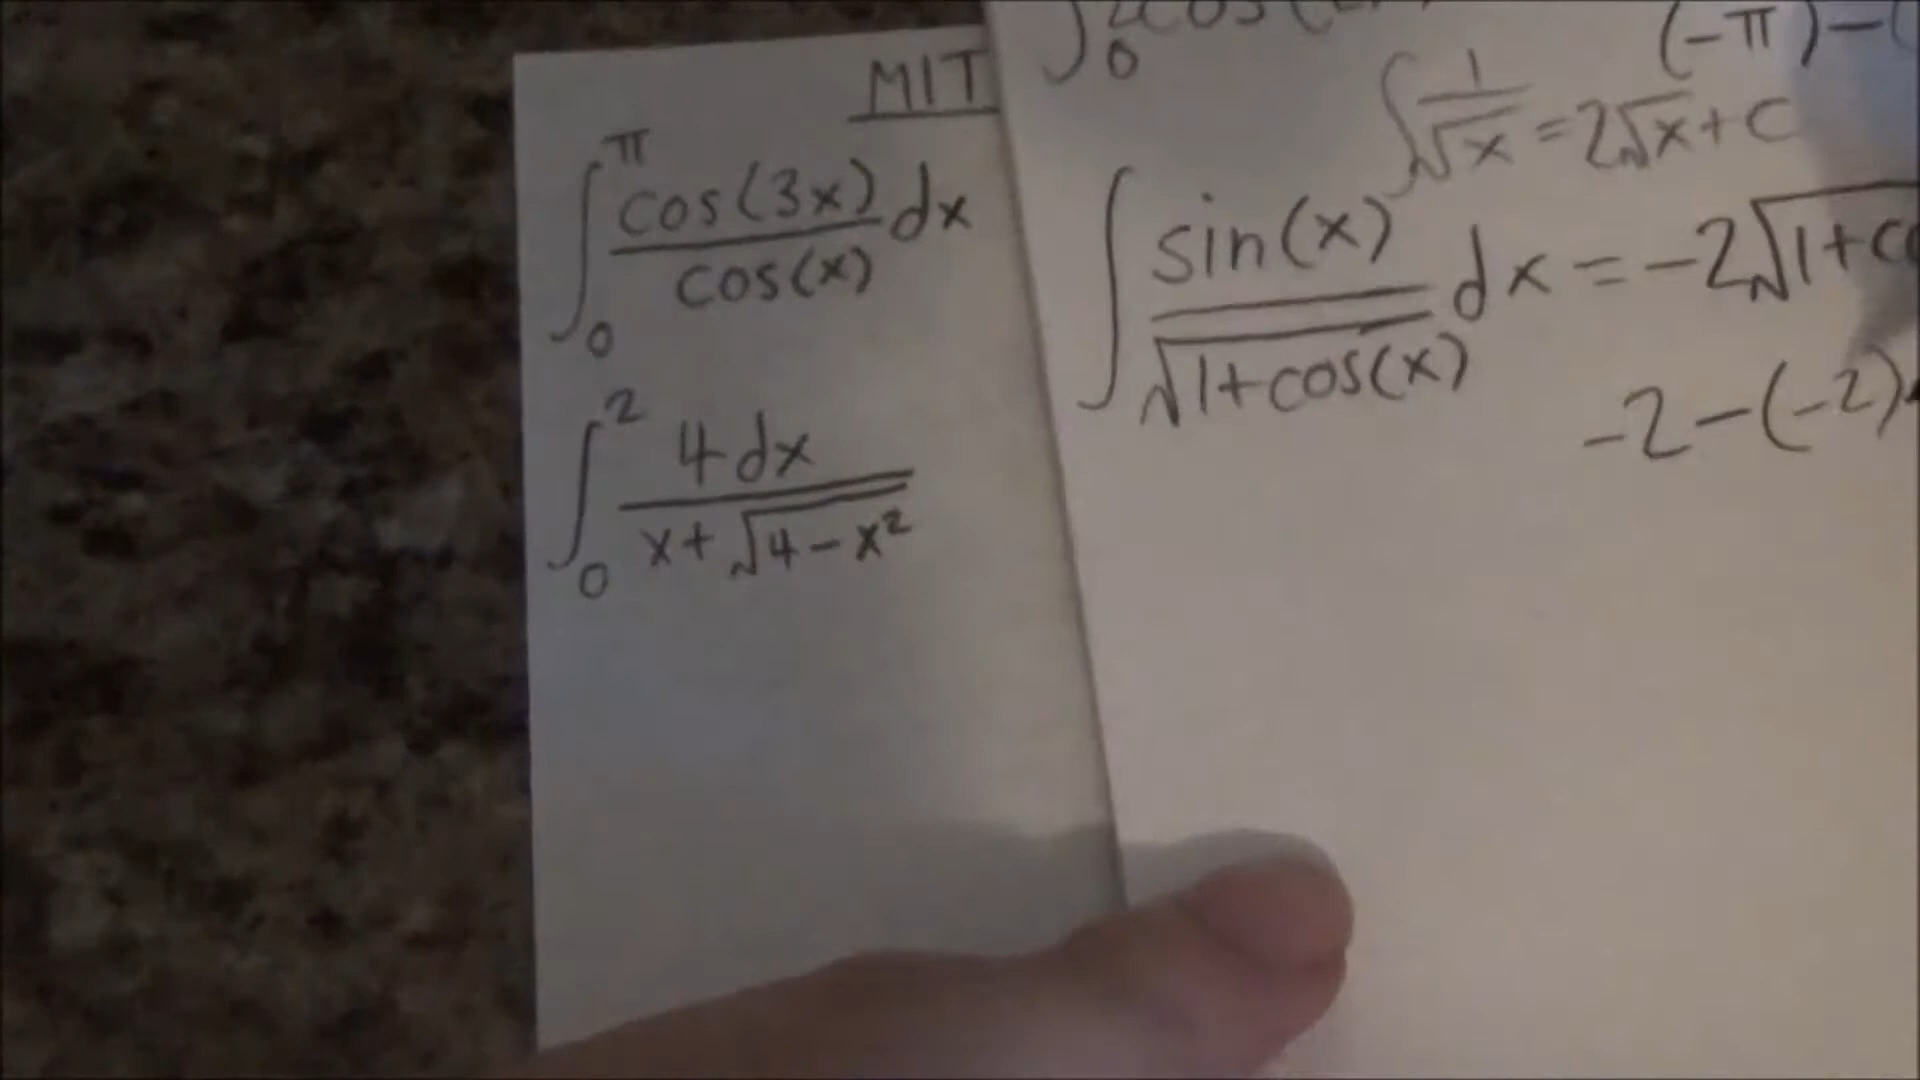 MIT
∫₀^π cos(3x)/cos(x) dx
∫₀² 4dx/(x+√(4-x²))
(-π)-
∫ 1/√x = 2√x+c
∫ sin(x)/√(1+cos(x)) dx = -2√1+co
-2-(-2)